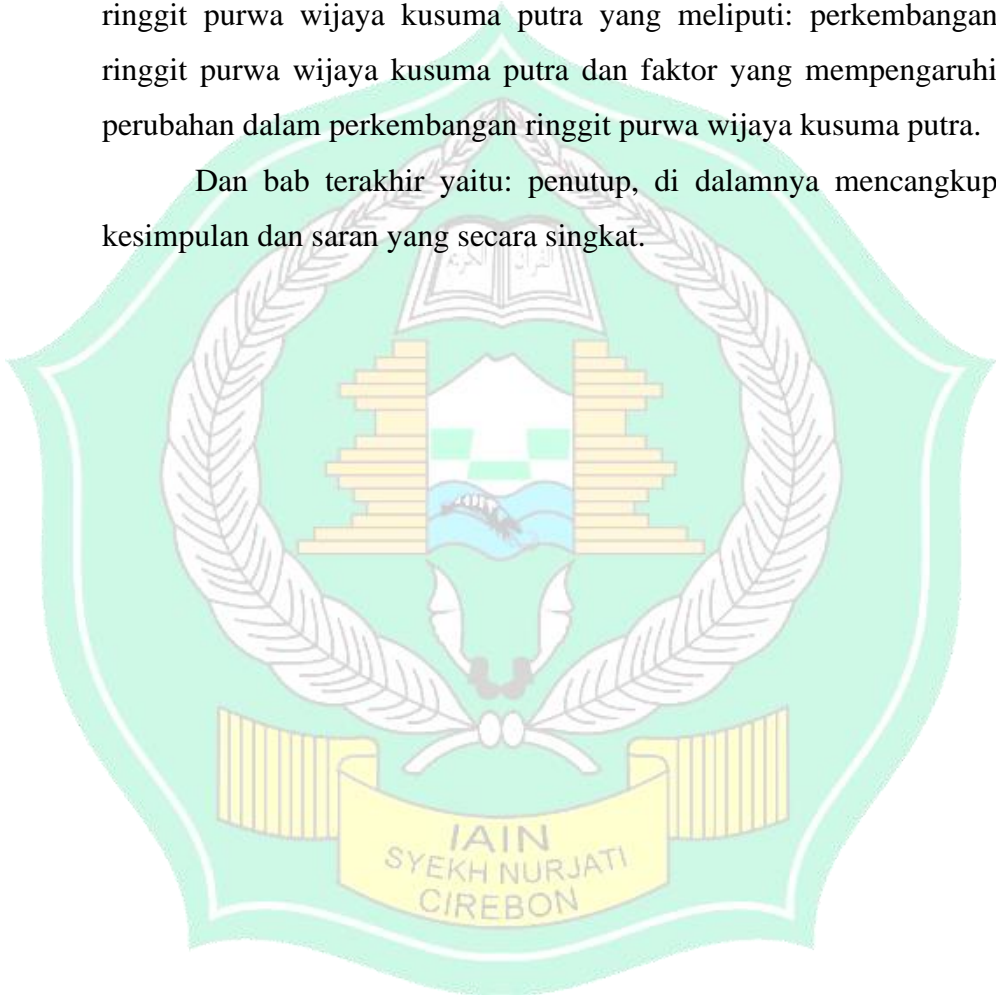 ringgit purwa wijaya kusuma putra yang meliputi: perkembangan
ringgit purwa wijaya kusuma putra dan faktor yang mempengaruhi
perubahan dalam perkembangan ringgit purwa wijaya kusuma putra.
Dan bab terakhir yaitu: penutup, di dalamnya mencangkup
kesimpulan dan saran yang secara singkat.
القرآن
الكريم
IAIN
SYEKH NURJATI
CIREBON